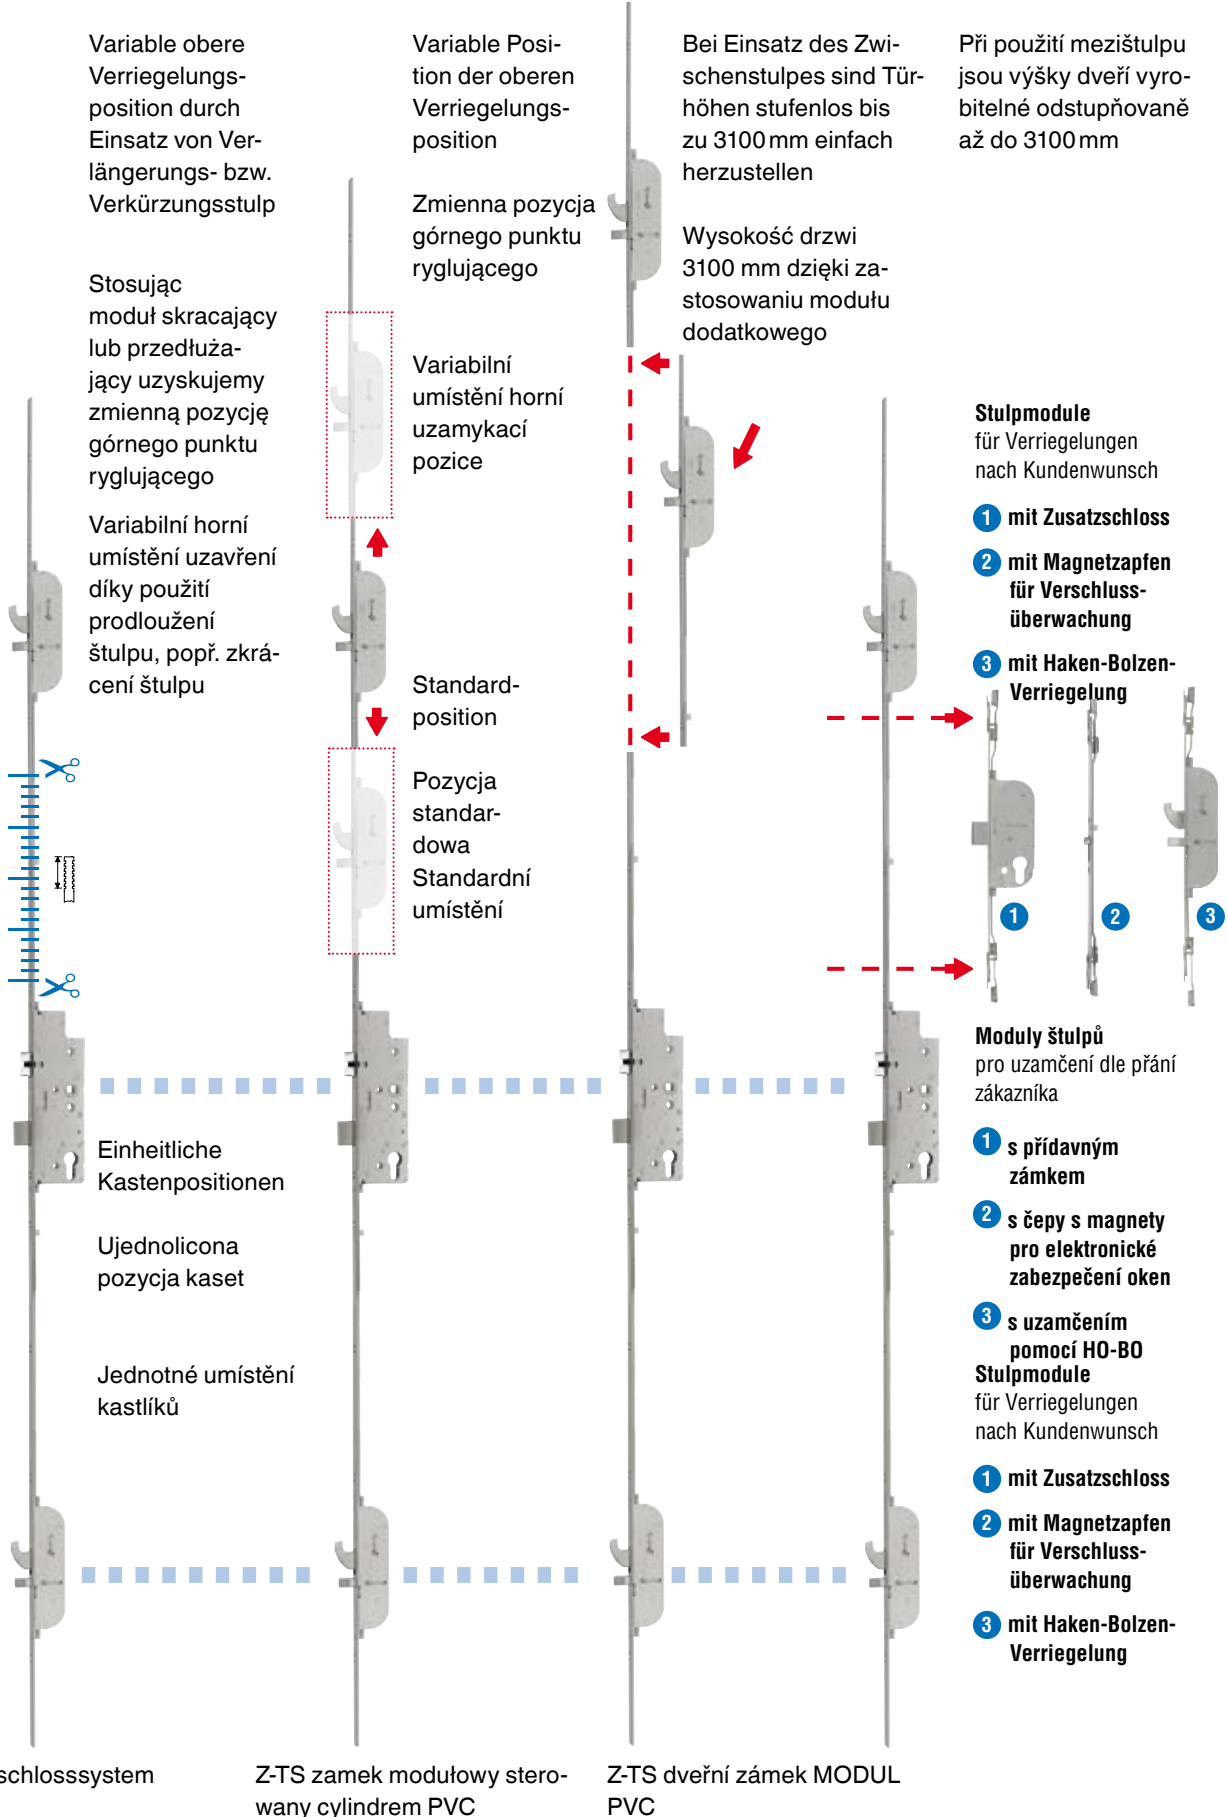 Variable obere
Verriegelungs-
position durch
Einsatz von Ver-
längerungs- bzw.
Verkürzungsstulp
Stosując
moduł skracający
lub przedłuża-
jący uzyskujemy
zmienną pozycję
górnego punktu
ryglującego
Variabilní horní
umístění uzavření
díky použití
prodloužení
štulpu, popř. zkrá-
cení štulpu
Variable Posi-
tion der oberen
Verriegelungs-
position
Zmienna pozycja
górnego punktu
ryglującego
Variabilní
umístění horní
uzamykací
pozice
Standard-
position
Pozycja
standar-
dowa
Standardní
umístění
Bei Einsatz des Zwi-
schenstulpes sind Tür-
höhen stufenlos bis
zu 3100 mm einfach
herzustellen
Wysokość drzwi
3100 mm dzięki za-
stosowaniu modułu
dodatkowego
Při použití mezištulpu
jsou výšky dveří vyro-
bitelné odstupňovaně
až do 3100 mm
Stulpmodule
für Verriegelungen
nach Kundenwunsch
1 mit Zusatzschloss
2 mit Magnetzapfen
für Verschluss-
überwachung
3 mit Haken-Bolzen-
Verriegelung
1
2
3
Moduly štulpů
pro uzamčení dle přání
zákazníka
1 s přídavným
zámkem
2 s čepy s magnety
pro elektronické
zabezpečení oken
3 s uzamčením
pomocí HO-BO
Stulpmodule
für Verriegelungen
nach Kundenwunsch
1 mit Zusatzschloss
2 mit Magnetzapfen
für Verschluss-
überwachung
3 mit Haken-Bolzen-
Verriegelung
Einheitliche
Kastenpositionen
Ujednolicona
pozycja kaset
Jednotné umístění
kastlíků
schlosssystem
Z-TS zamek modułowy stero-
wany cylindrem PVC
Z-TS dveřní zámek MODUL
PVC